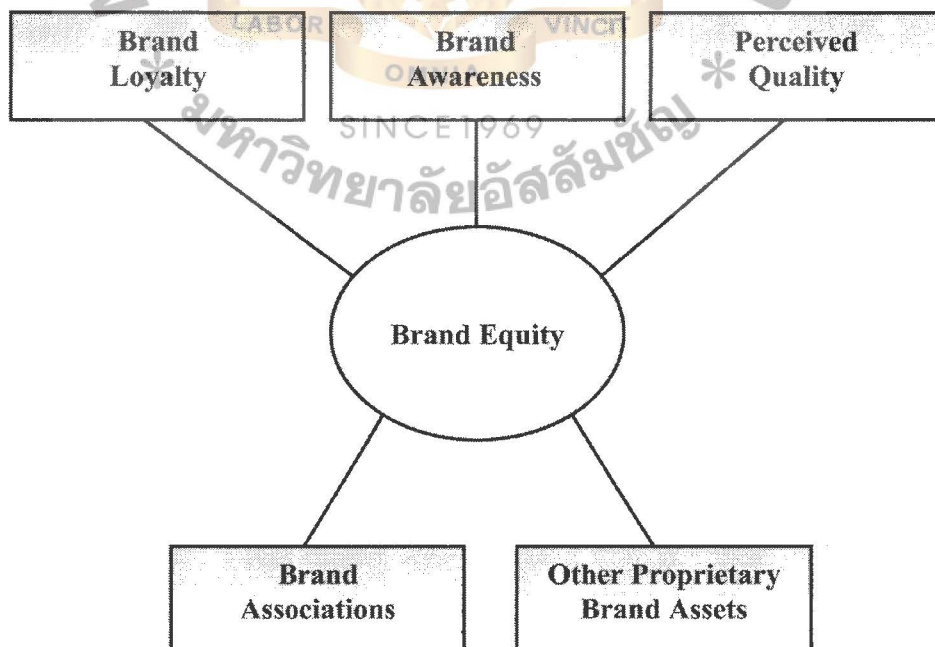 LABOR
VINCIT
Brand
Loyalty
Brand
Awareness
Perceived
Quality
OMNIA
SINCE1969
มหาวิทยาลัยอัสสัมชัญ
Brand Equity
Brand
Associations
Other Proprietary
Brand Assets